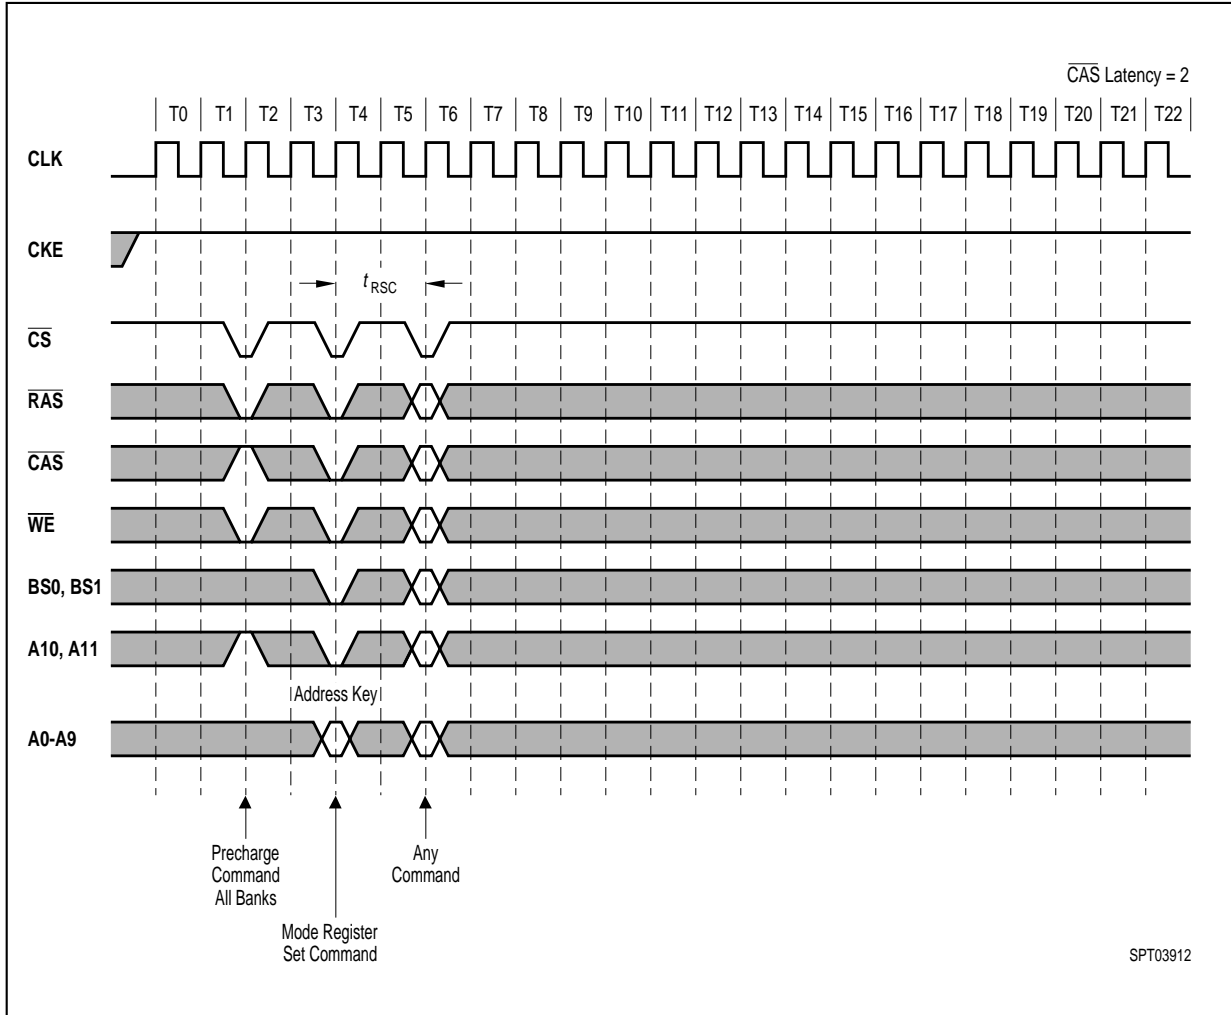 CAS Latency = 2
T0 T1 T2 T3 T4 T5 T6 T7 T8 T9 T10 T11 T12 T13 T14 T15 T16 T17 T18 T19 T20 T21 T22
CLK
CKE
t RSC
CS
RAS
CAS
WE
BS0, BS1
A10, A11
Address Key
A0-A9
Precharge
Command
All Banks
Any
Command
Mode Register
Set Command
SPT03912